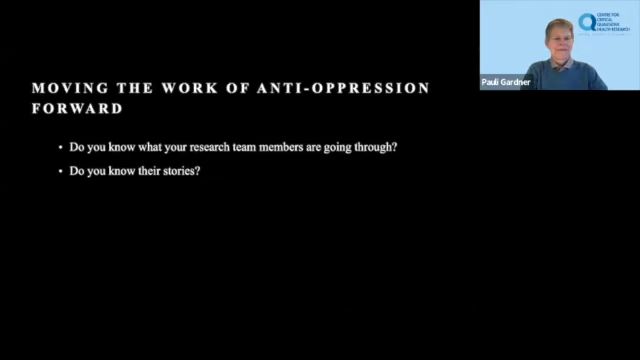 CENTRE FOR
CRITICAL
QUALITATIVE
HEALTH RESEARCH
Pauli Gardner
MOVING THE WORK OF ANTI-OPPRESSION
FORWARD
• Do you know what your research team members are going through?
• Do you know their stories?